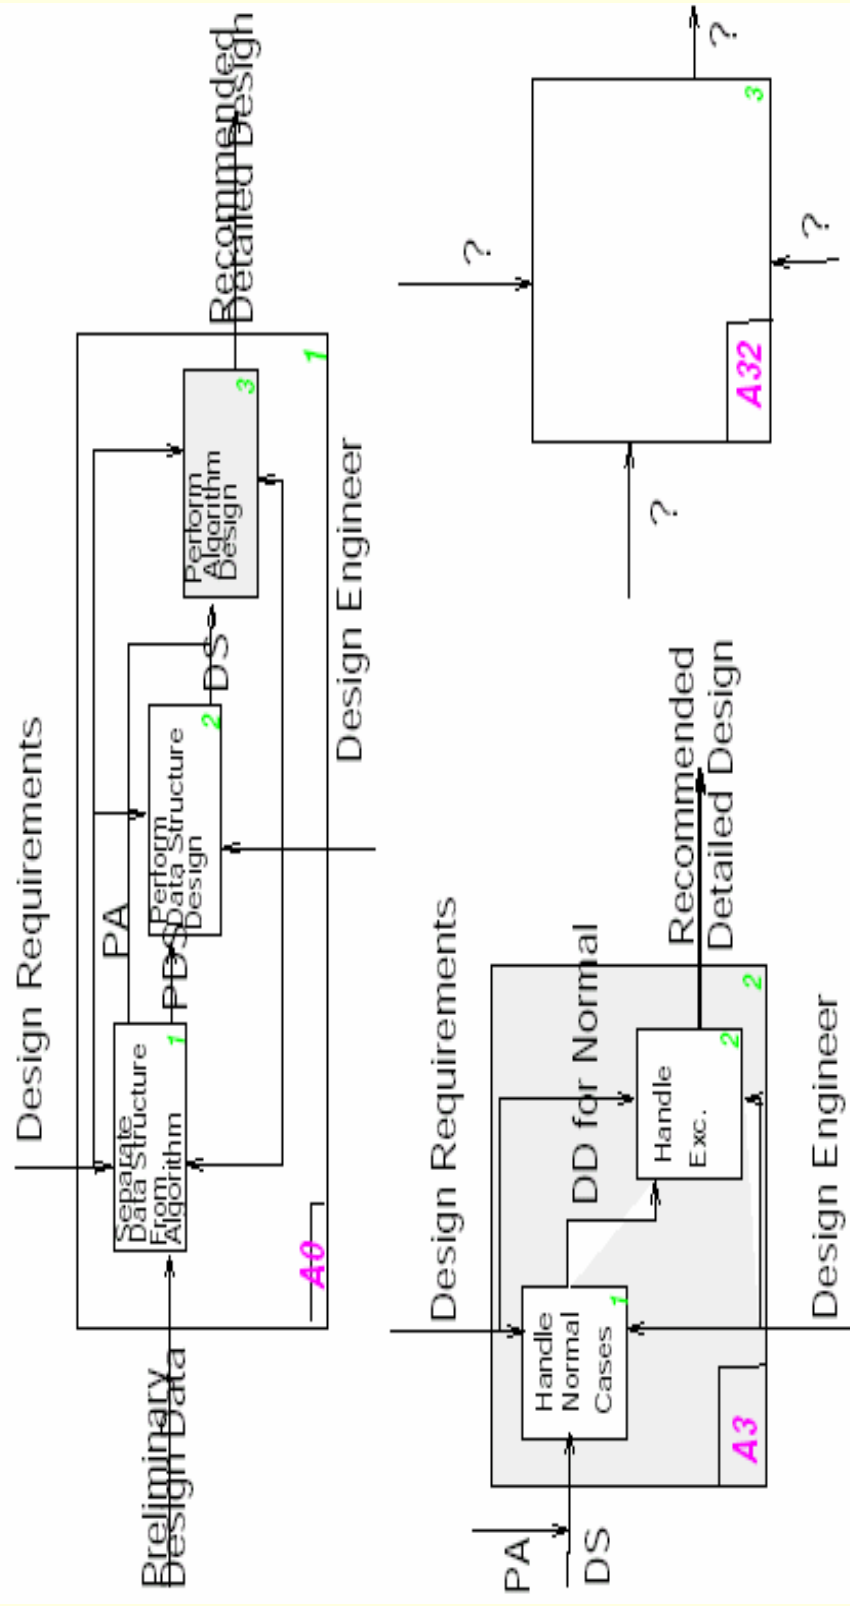 Design Requirements
PA
Separate
Data Structure
From
Algorithm
1
PDS
Perform
Data Structure
Design
2
DS
Perform
Algorithm
Design
3
Preliminary
Design Data
Recommended
Detailed Design
A0
1
Design Engineer
Design Requirements
PA
DS
Handle
Normal
Cases
1
DD for Normal
Handle
Exc.
2
Recommended
Detailed Design
A3
2
Design Engineer
?
?
?
?
A32
3